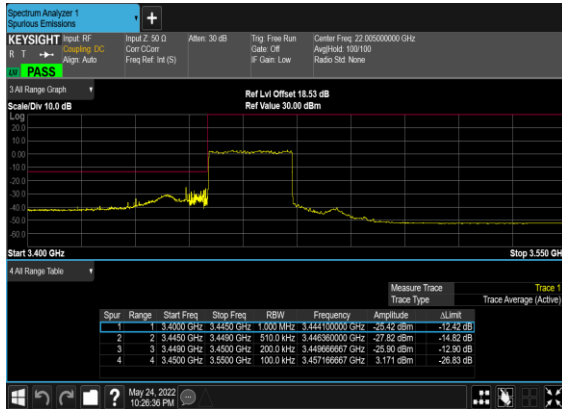 Spectrum Analyzer 1
Spurious Emissions
KEYSIGHT
R T
Input: RF
Coupling: DC
Align: Auto
Input Z: 50 Ω
Corr CCorr
Freq Ref: Int (S)
Atten: 30 dB
Trig: Free Run
Gate: Off
IF Gain: Low
Center Freq: 22.005000000 GHz
Avg|Hold: 100/100
Radio Std: None
PASS
3 All Range Graph
Scale/Div 10.0 dB
Ref Lvl Offset 18.53 dB
Ref Value 30.00 dBm
Log
20.0
10.0
0.00
-10.0
-20.0
-30.0
-40.0
-50.0
-60.0
Start 3.400 GHz
Stop 3.550 GHz
4 All Range Table
Measure Trace Trace 1
Trace Type Trace Average (Active)
Spur Range Start Freq Stop Freq RBW Frequency Amplitude ΔLimit
1 1 3.4000 GHz 3.4450 GHz 1.000 MHz 3.444100000 GHz -25.42 dBm -12.42 dB
2 2 3.4450 GHz 3.4490 GHz 510.0 kHz 3.446360000 GHz -27.82 dBm -14.82 dB
3 3 3.4490 GHz 3.4500 GHz 200.0 kHz 3.449666667 GHz -25.90 dBm -12.90 dB
4 4 3.4500 GHz 3.5500 GHz 100.0 kHz 3.457166667 GHz 3.171 dBm -26.83 dB
May 24, 2022
10:26:36 PM